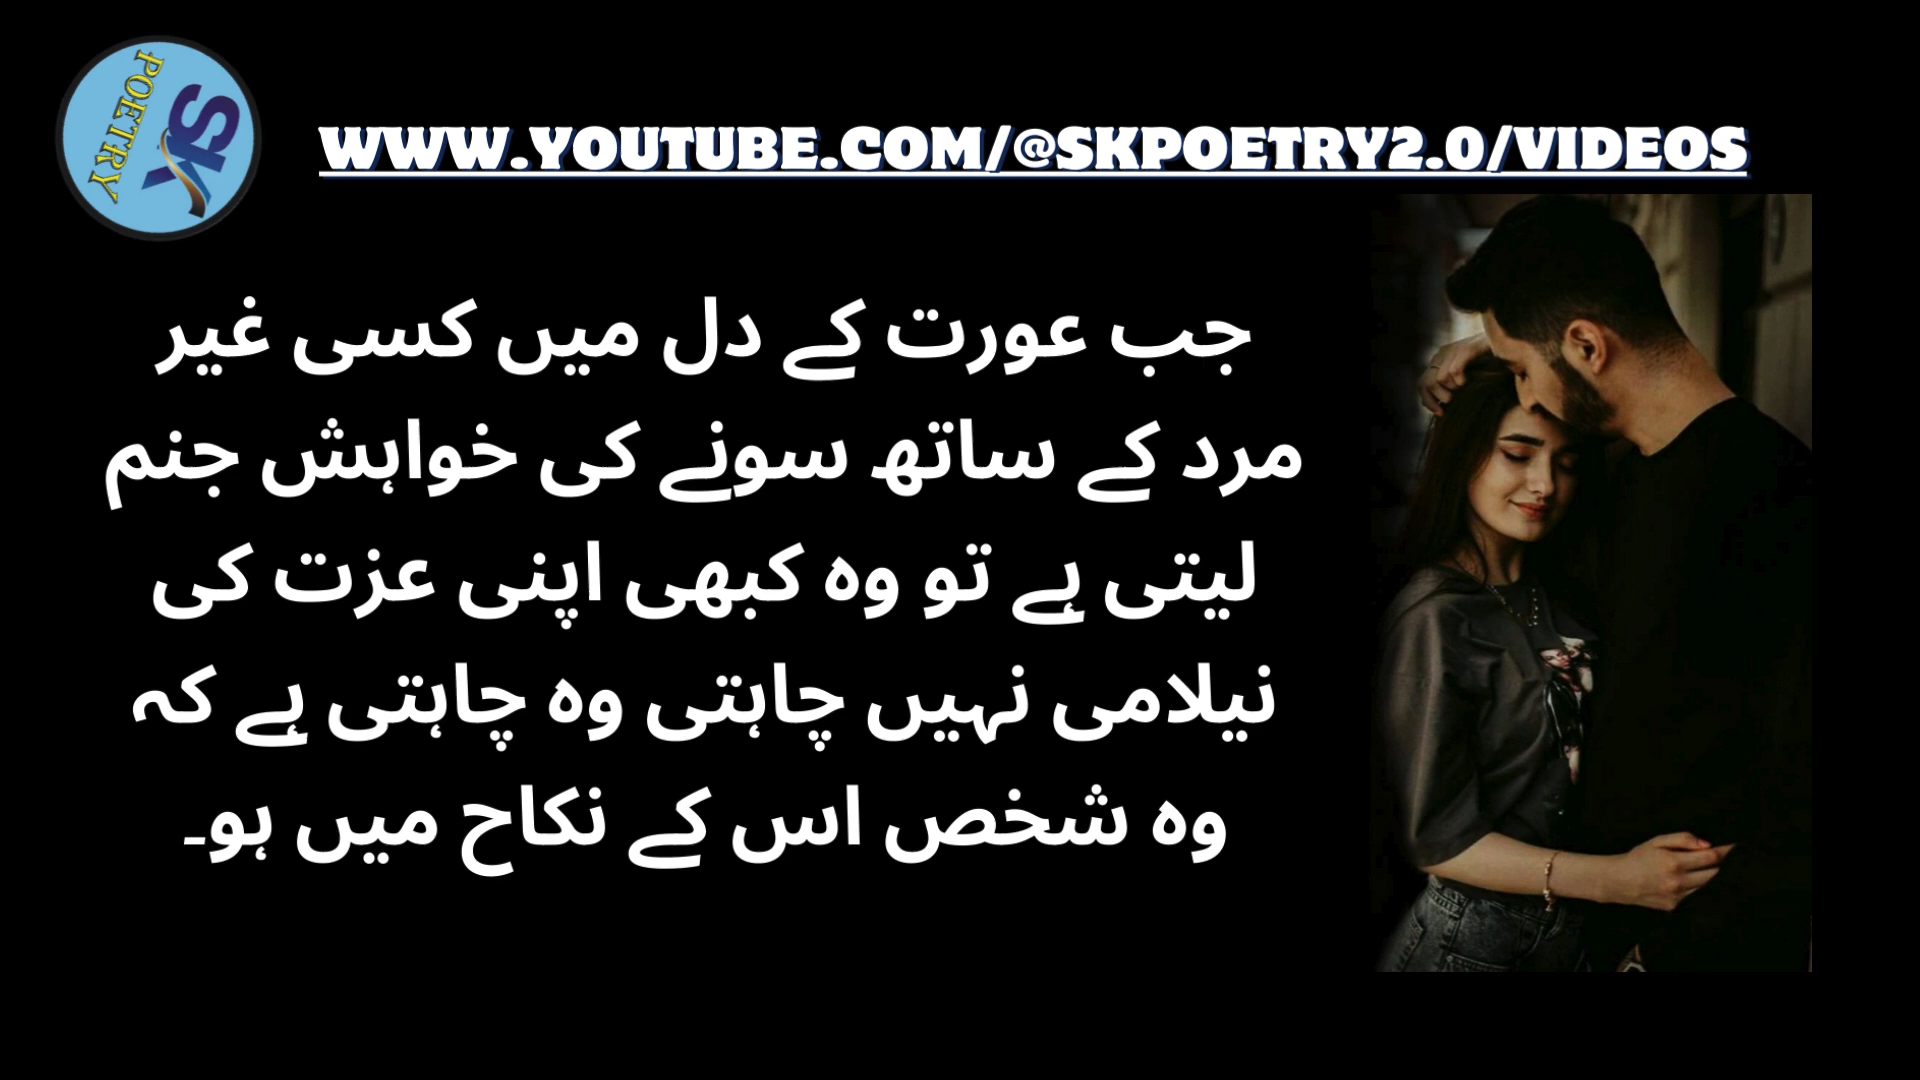 SK
POETRY
WWW.YOUTUBE.COM/@SKPOETRY2.0/VIDEOS
جب عورت کے دل میں کسی غیر
مرد کے ساتھ سونے کی خواہش جنم
لیتی ہے تو وہ کبھی اپنی عزت کی
نیلامی نہیں چاہتی وہ چاہتی ہے کہ
وہ شخص اس کے نکاح میں ہو۔